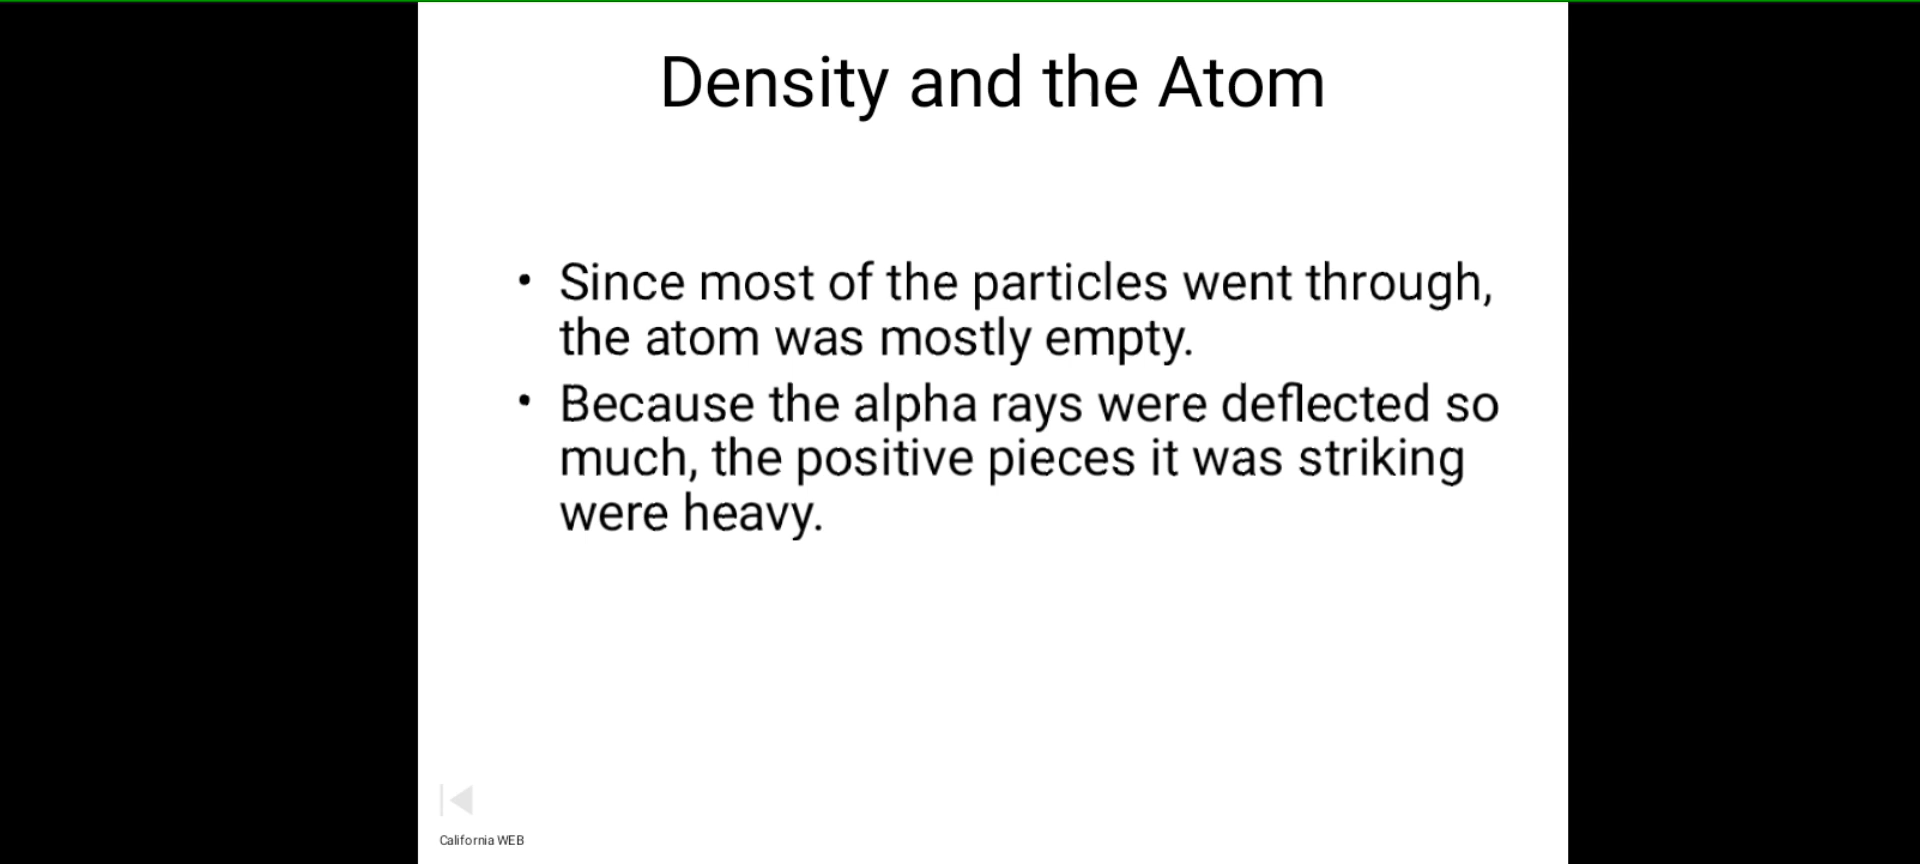 Density and the Atom
• Since most of the particles went through,
the atom was mostly empty.
• Because the alpha rays were deflected so
much, the positive pieces it was striking
were heavy.
California WEB